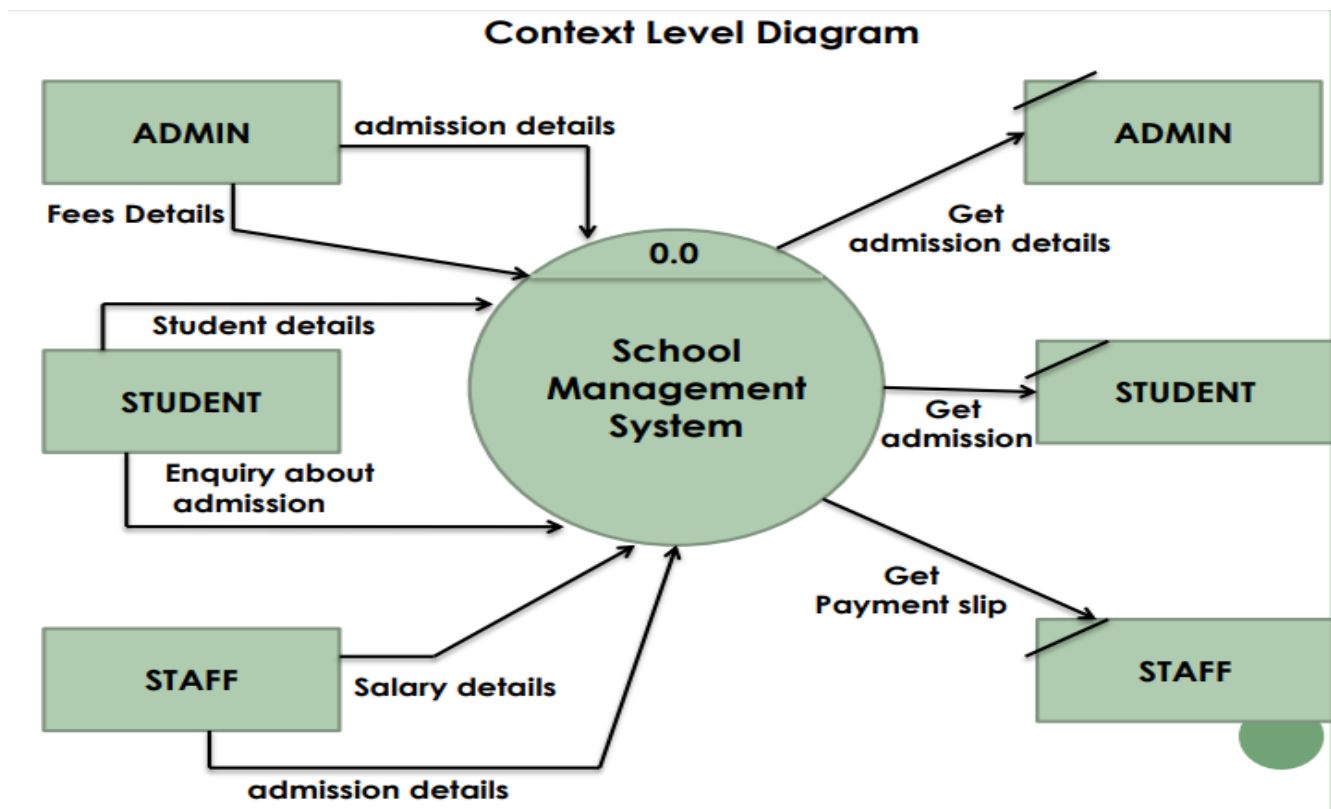 Context Level Diagram
ADMIN
admission details
Fees Details
ADMIN
Get
admission details
0.0
School
Management
System
Student details
STUDENT
Enquiry about
admission
STUDENT
Get
admission
STAFF
Salary details
admission details
Get
Payment slip
STAFF